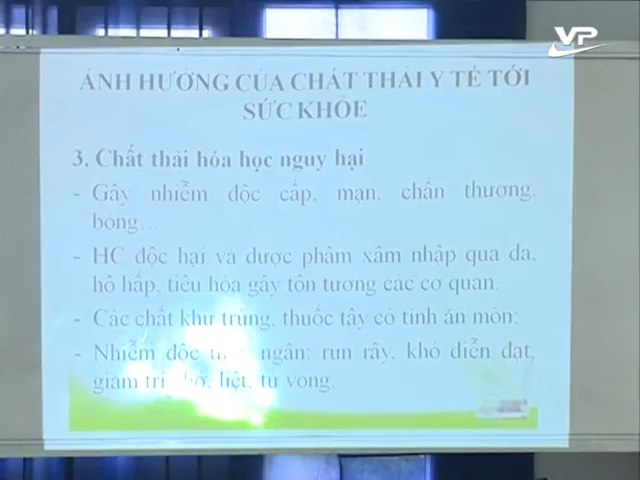 VP
ẢNH HƯỞNG CỦA CHẤT THẢI Y TẾ TỚI
SỨC KHỎE
3. Chất thải hóa học nguy hại
- Gây nhiễm độc cấp, mạn, chấn thương,
bỏng…
- HC độc hại và dược phẩm xâm nhập qua da,
hô hấp, tiêu hóa gây tổn tương các cơ quan.
- Các chất khử trùng, thuốc tẩy có tính ăn mòn;
- Nhiễm độc ngân: run rẩy, khó diễn đạt,
giảm trí liệt, tử vong.